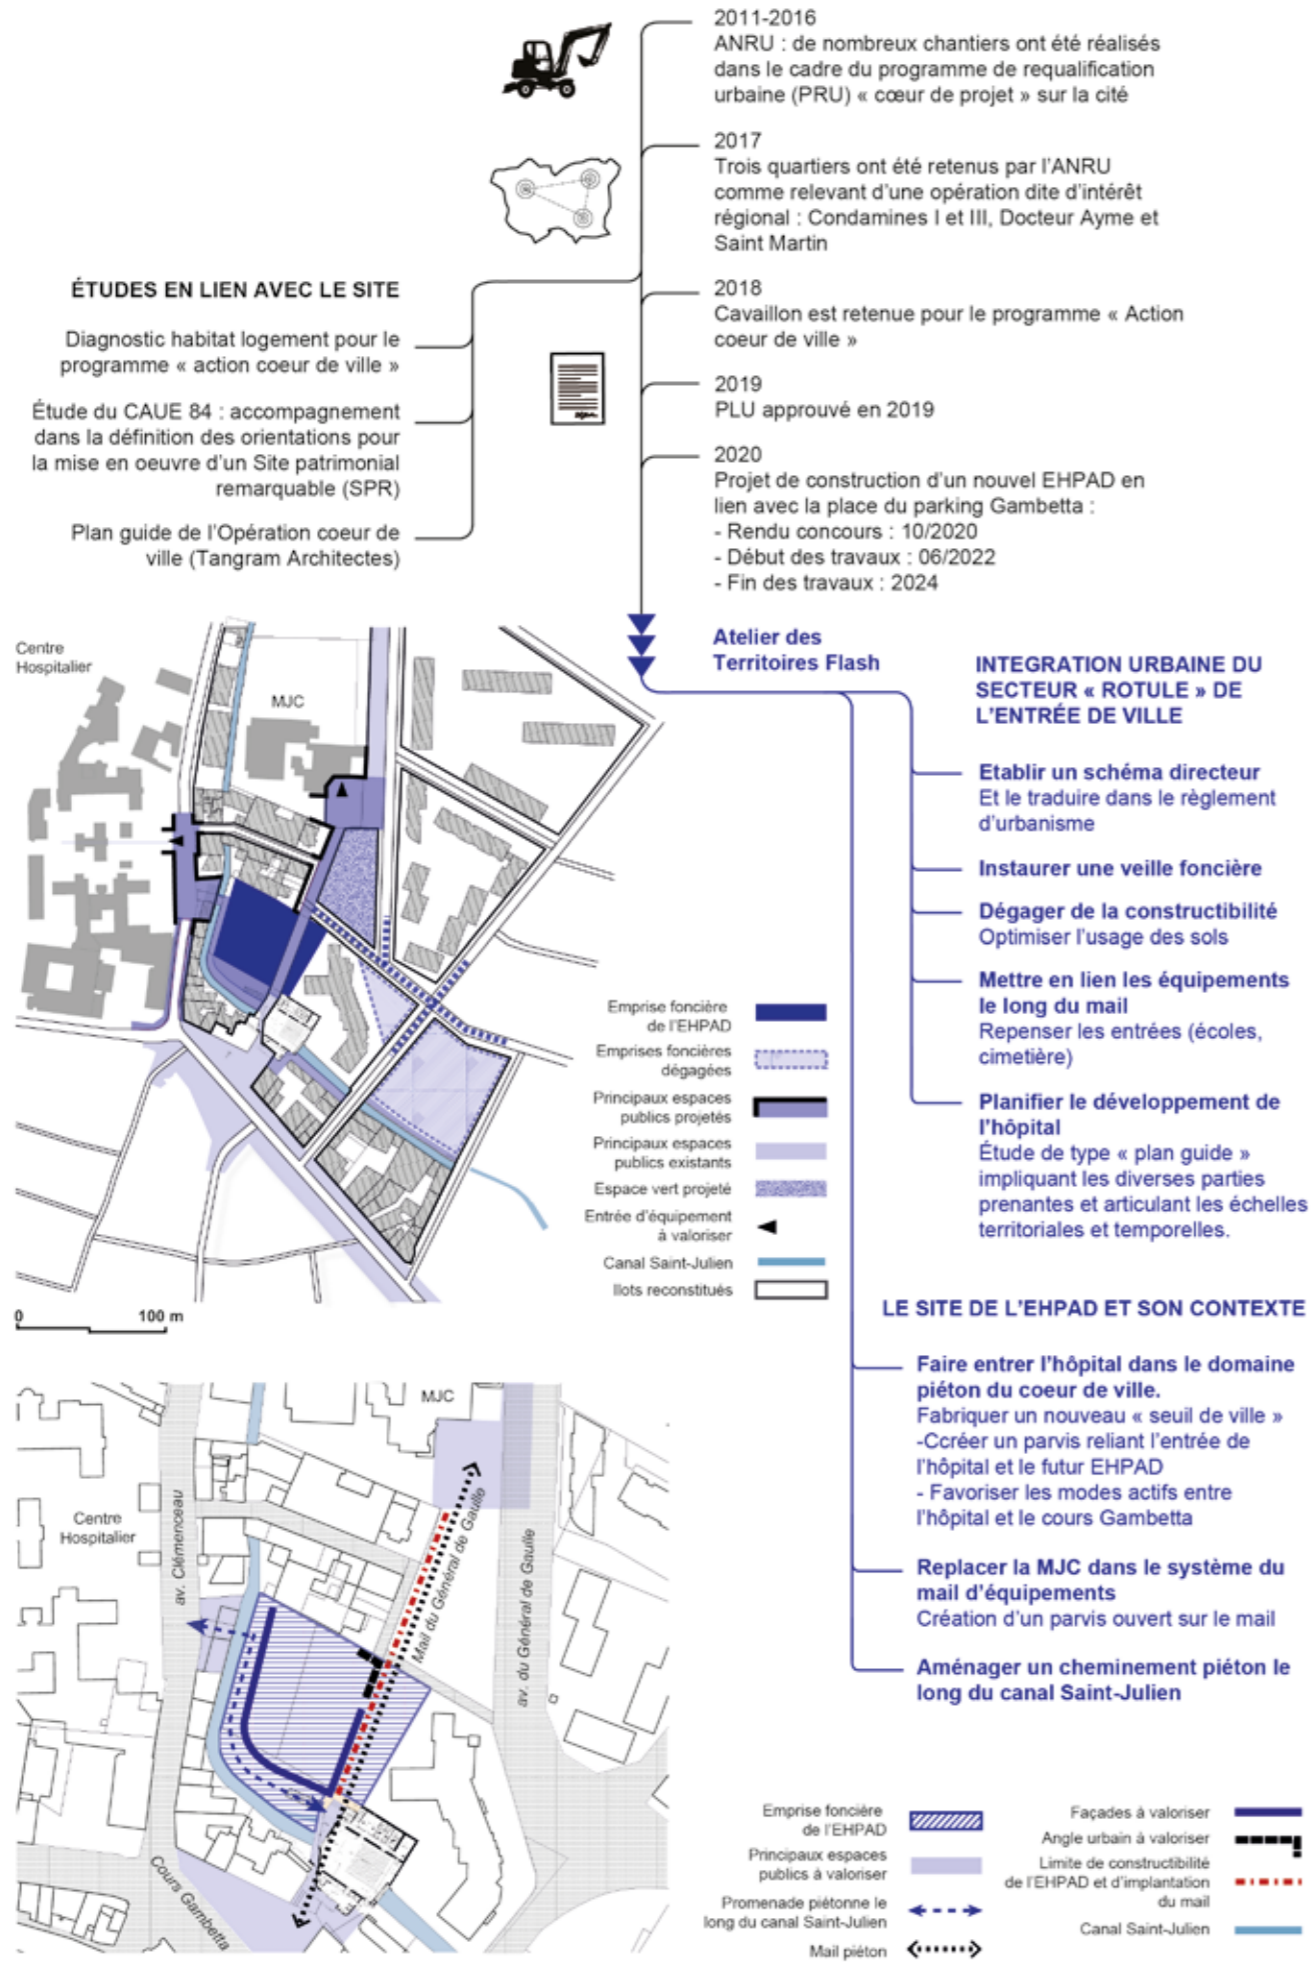 2011-2016
ANRU : de nombreux chantiers ont été réalisés
dans le cadre du programme de requalification
urbaine (PRU) « cœur de projet » sur la cité
2017
Trois quartiers ont été retenus par l'ANRU
comme relevant d'une opération dite d'intérêt
régional : Condamines I et III, Docteur Ayme et
Saint Martin
2018
Cavaillon est retenue pour le programme « Action
coeur de ville »
2019
PLU approuvé en 2019
2020
Projet de construction d'un nouvel EHPAD en
lien avec la place du parking Gambetta :
- Rendu concours : 10/2020
- Début des travaux : 06/2022
- Fin des travaux : 2024
ÉTUDES EN LIEN AVEC LE SITE
Diagnostic habitat logement pour le
programme « action coeur de ville »
Étude du CAUE 84 : accompagnement
dans la définition des orientations pour
la mise en oeuvre d'un Site patrimonial
remarquable (SPR)
Plan guide de l'Opération coeur de
ville (Tangram Architectes)
Atelier des
Territoires Flash
INTEGRATION URBAINE DU
SECTEUR « ROTULE » DE
L'ENTRÉE DE VILLE
Etablir un schéma directeur
Et le traduire dans le règlement
d'urbanisme
Instaurer une veille foncière
Dégager de la constructibilité
Optimiser l'usage des sols
Mettre en lien les équipements
le long du mail
Repenser les entrées (écoles,
cimetière)
Planifier le développement de
l'hôpital
Étude de type « plan guide »
impliquant les diverses parties
prenantes et articulant les échelles
territoriales et temporelles.
LE SITE DE L'EHPAD ET SON CONTEXTE
Faire entrer l'hôpital dans le domaine
piéton du coeur de ville.
Fabriquer un nouveau « seuil de ville »
-Ccréer un parvis reliant l'entrée de
l'hôpital et le futur EHPAD
- Favoriser les modes actifs entre
l'hôpital et le cours Gambetta
Replacer la MJC dans le système du
mail d'équipements
Création d'un parvis ouvert sur le mail
Aménager un cheminement piéton le
long du canal Saint-Julien
Centre
Hospitalier
MJC
Emprise foncière
de l'EHPAD
Emprises foncières
dégagées
Principaux espaces
publics projetés
Principaux espaces
publics existants
Espace vert projeté
Entrée d'équipement
à valoriser
Canal Saint-Julien
Ilots reconstitués
0 100 m
MJC
Centre
Hospitalier
av. Clémenceau
Mail du Général de Gaulle
av. du Général de Gaulle
Cours Gambetta
Emprise foncière
de l'EHPAD
Principaux espaces
publics à valoriser
Promenade piétonne le
long du canal Saint-Julien
Mail piéton
Façades à valoriser
Angle urbain à valoriser
Limite de constructibilité
de l'EHPAD et d'implantation
du mail
Canal Saint-Julien